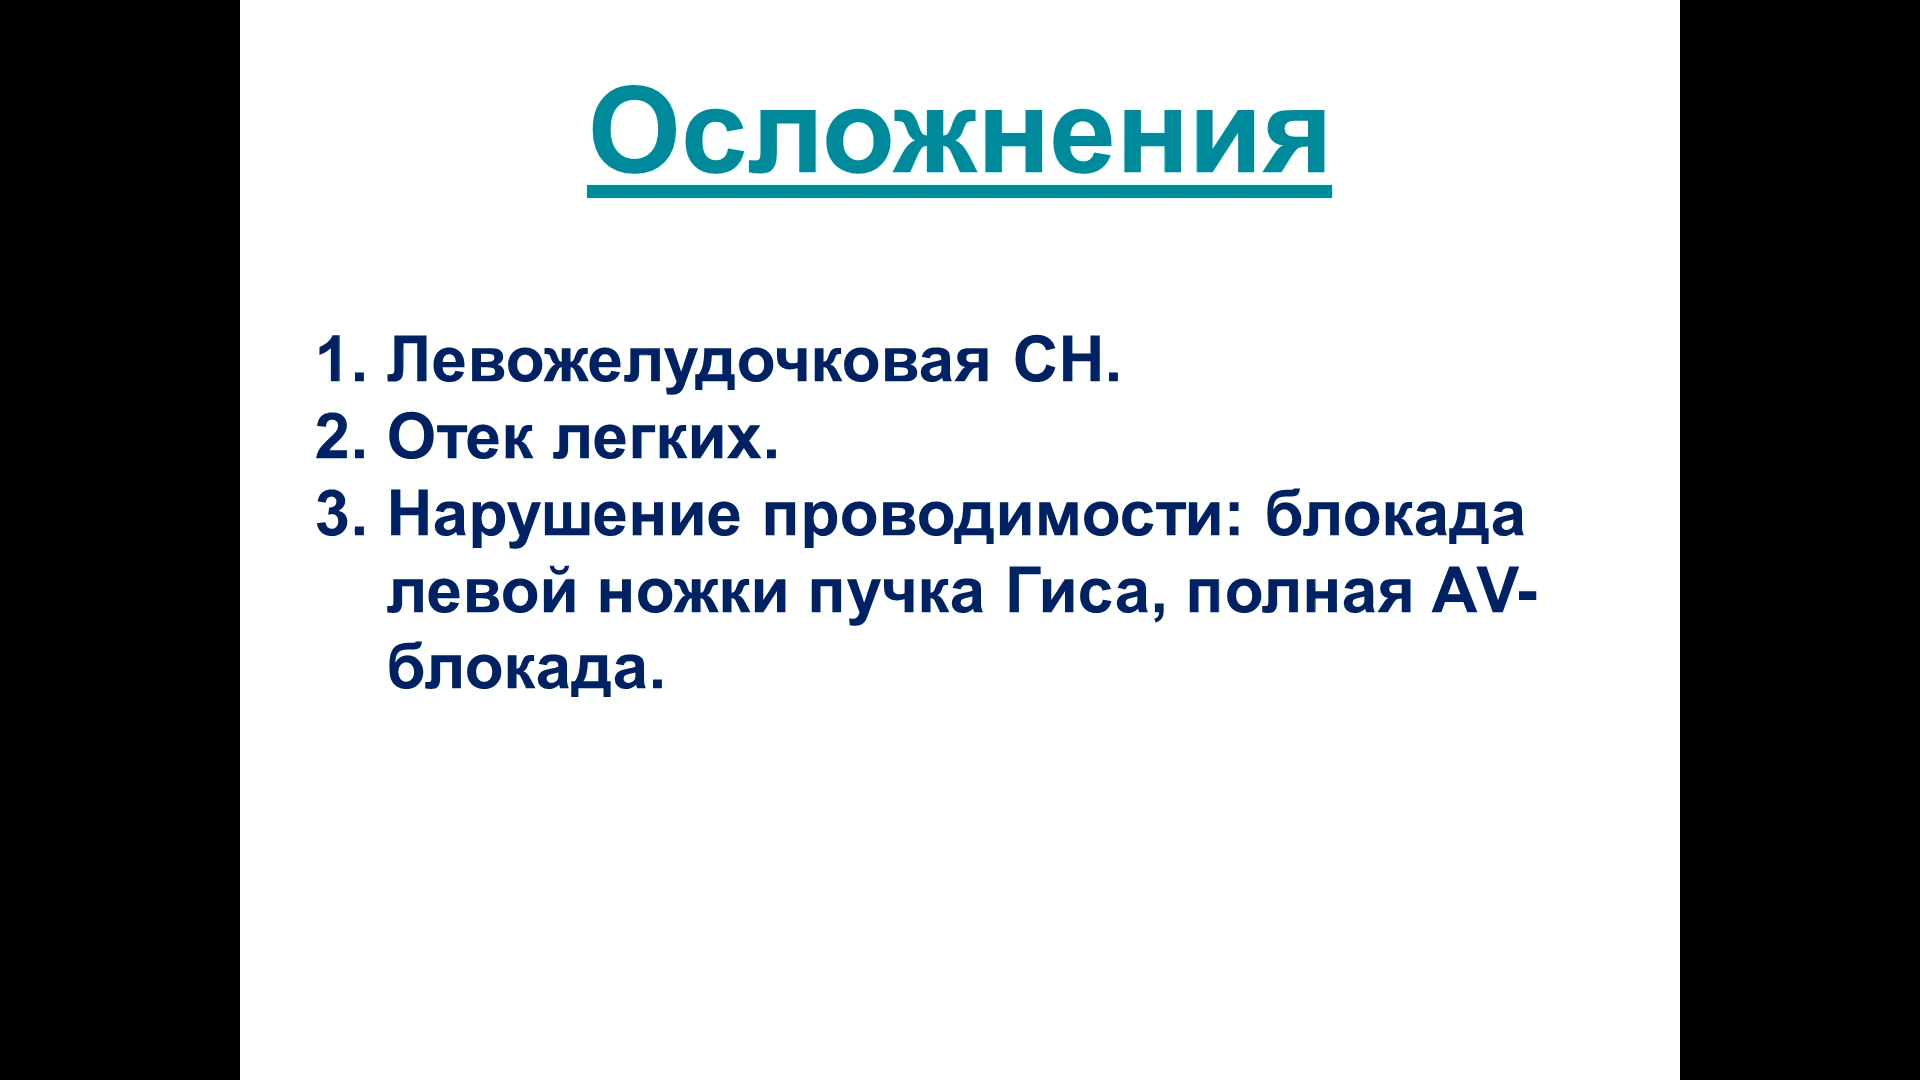 Осложнения
1. Левожелудочковая СН.
2. Отек легких.
3. Нарушение проводимости: блокада
левой ножки пучка Гиса, полная AV-
блокада.